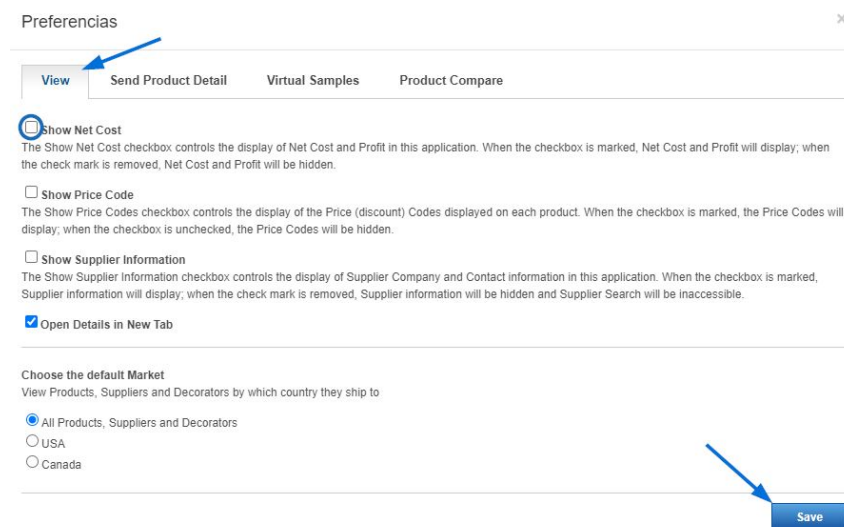 Preferencias
View Send Product Detail Virtual Samples Product Compare
Show Net Cost
The Show Net Cost checkbox controls the display of Net Cost and Profit in this application. When the checkbox is marked, Net Cost and Profit will display; when
the check mark is removed, Net Cost and Profit will be hidden.
Show Price Code
The Show Price Codes checkbox controls the display of the Price (discount) Codes displayed on each product. When the checkbox is marked, the Price Codes will
display; when the checkbox is unchecked, the Price Codes will be hidden.
Show Supplier Information
The Show Supplier Information checkbox controls the display of Supplier Company and Contact information in this application. When the checkbox is marked,
Supplier information will display; when the check mark is removed, Supplier information will be hidden and Supplier Search will be inaccessible.
Open Details in New Tab
Choose the default Market
View Products, Suppliers and Decorators by which country they ship to
All Products, Suppliers and Decorators
USA
Canada
Save